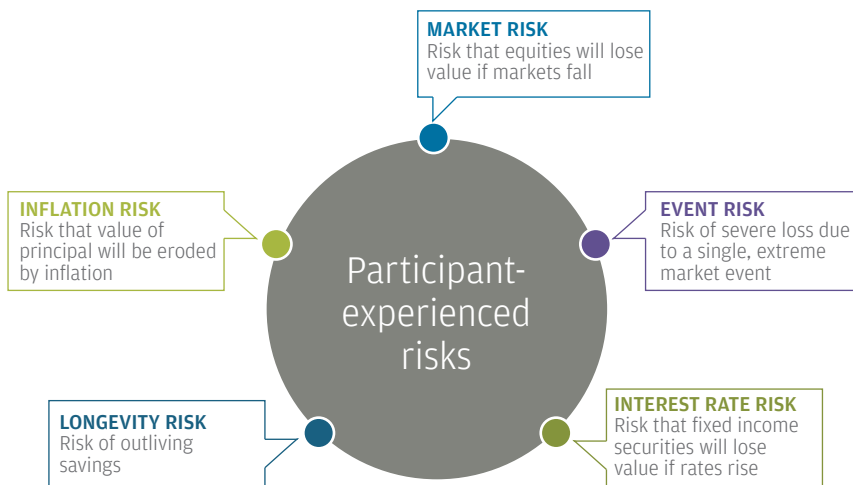 MARKET RISK
Risk that equities will lose
value if markets fall
INFLATION RISK
Risk that value of
principal will be eroded
by inflation
EVENT RISK
Risk of severe loss due
to a single, extreme
market event
Participant-
experienced
risks
LONGEVITY RISK
Risk of outliving
savings
INTEREST RATE RISK
Risk that fixed income
securities will lose
value if rates rise